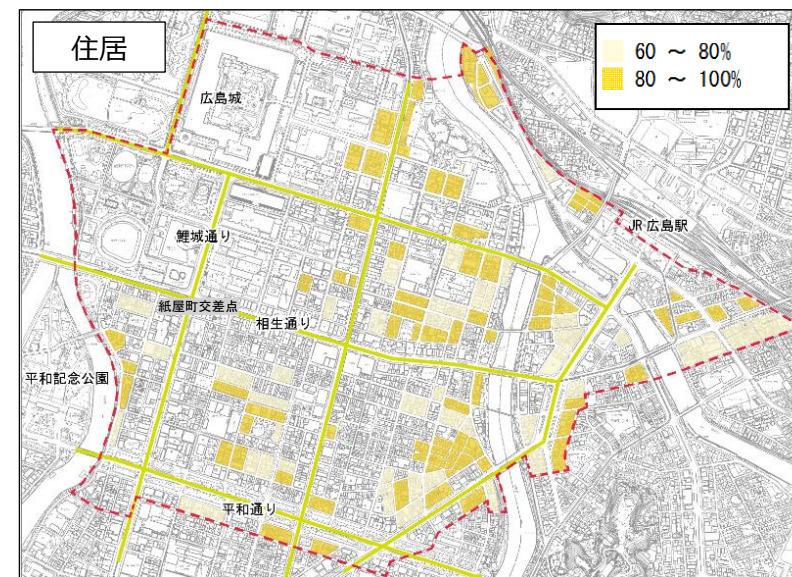 住居
60 ～ 80%
80 ～ 100%
広島城
JR 広島駅
鯉城通り
紙屋町交差点
相生通り
平和記念公園
平和通り